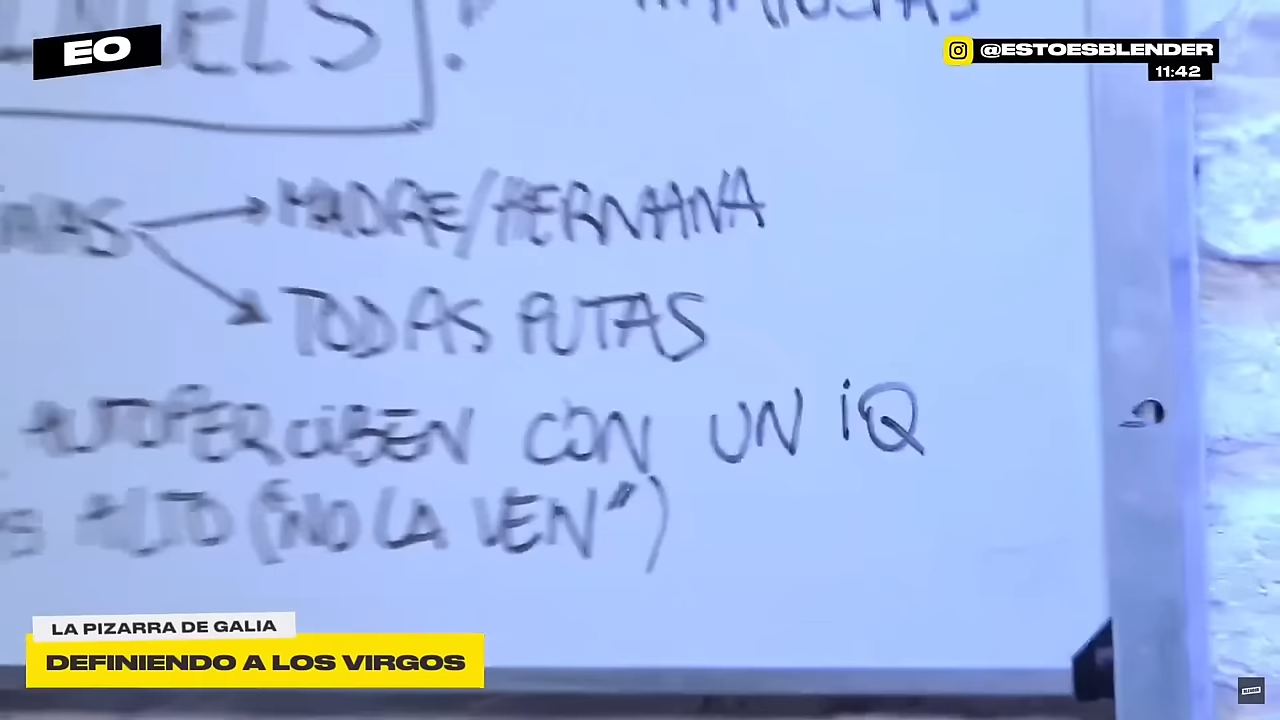 EO
@ESTOESBLENDER
11:42
MADRE/HERMANA
TODAS PUTAS
AUTOPERCIBEN CON UN IQ
ALTO ("NO LA VEN")
LA PIZARRA DE GALIA
DEFINIENDO A LOS VIRGOS